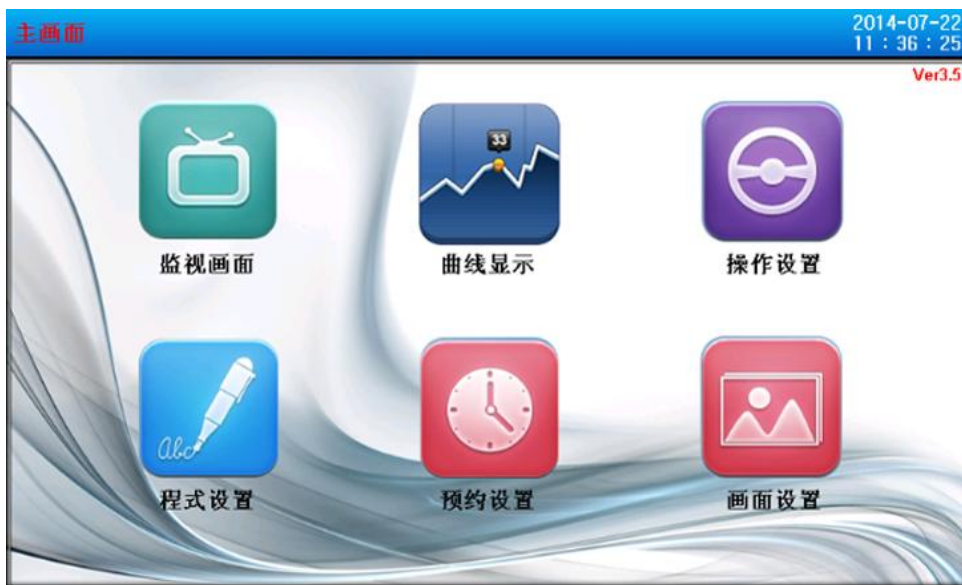 主画面
2014-07-22
11：36：25
Ver3.5
33
监视画面
曲线显示
操作设置
Abc
程式设置
预约设置
画面设置